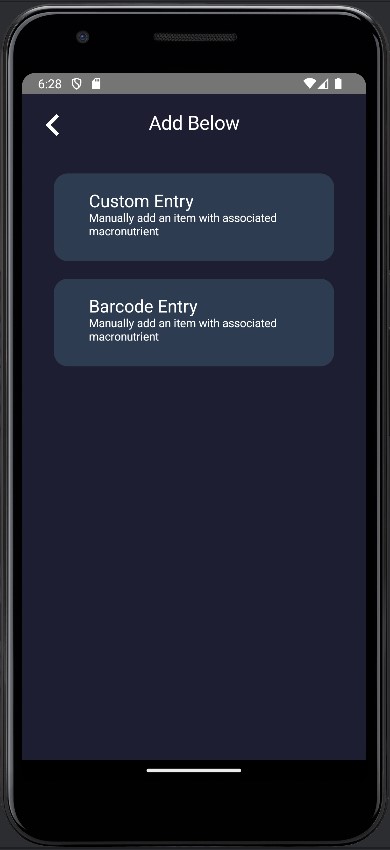 6:28
Add Below
Custom Entry
Manually add an item with associated
macronutrient
Barcode Entry
Manually add an item with associated
macronutrient